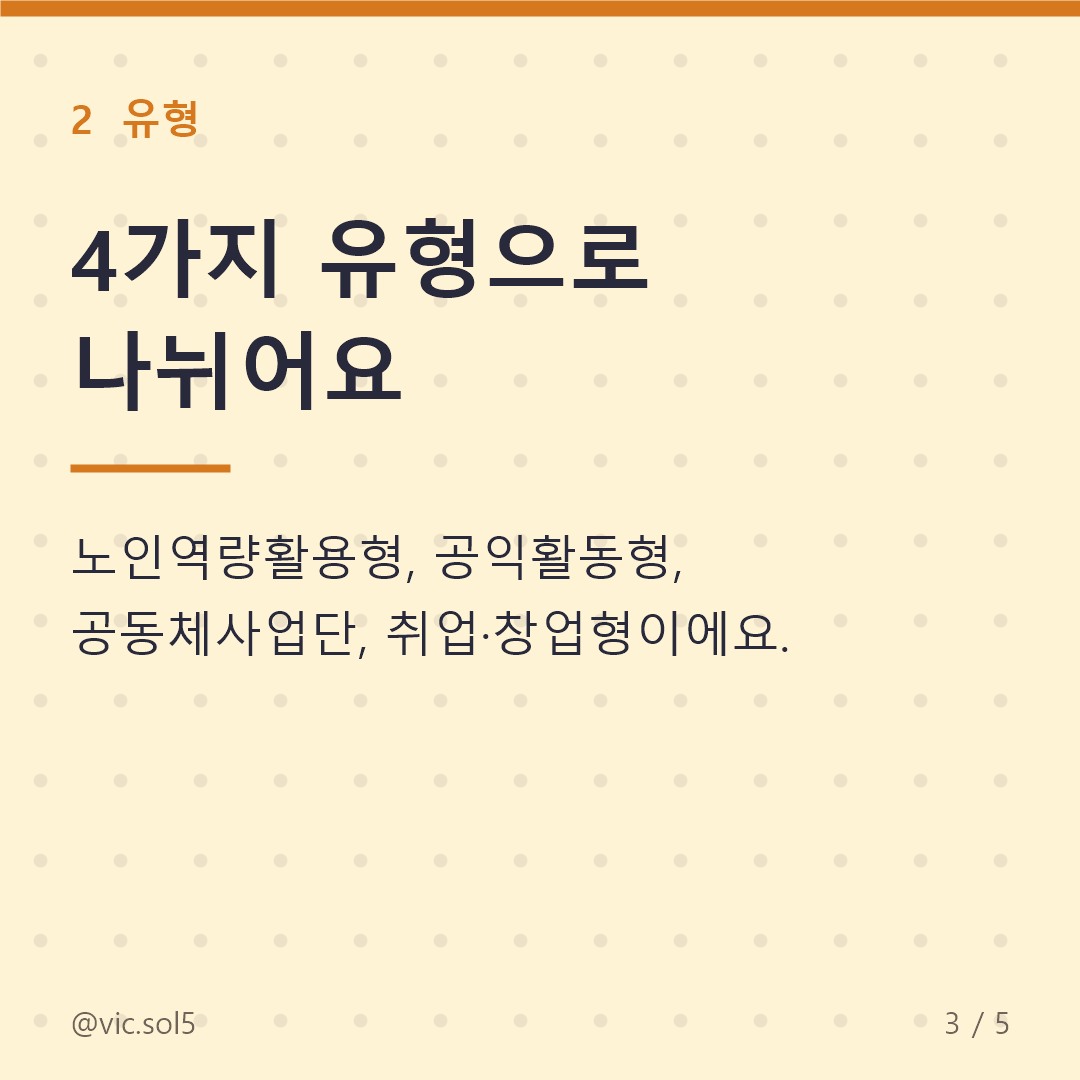 2 유형
4가지 유형으로
나뉘어요
노인역량활용형, 공익활동형,
공동체사업단, 취업·창업형이에요.
@vic.sol5
3 / 5